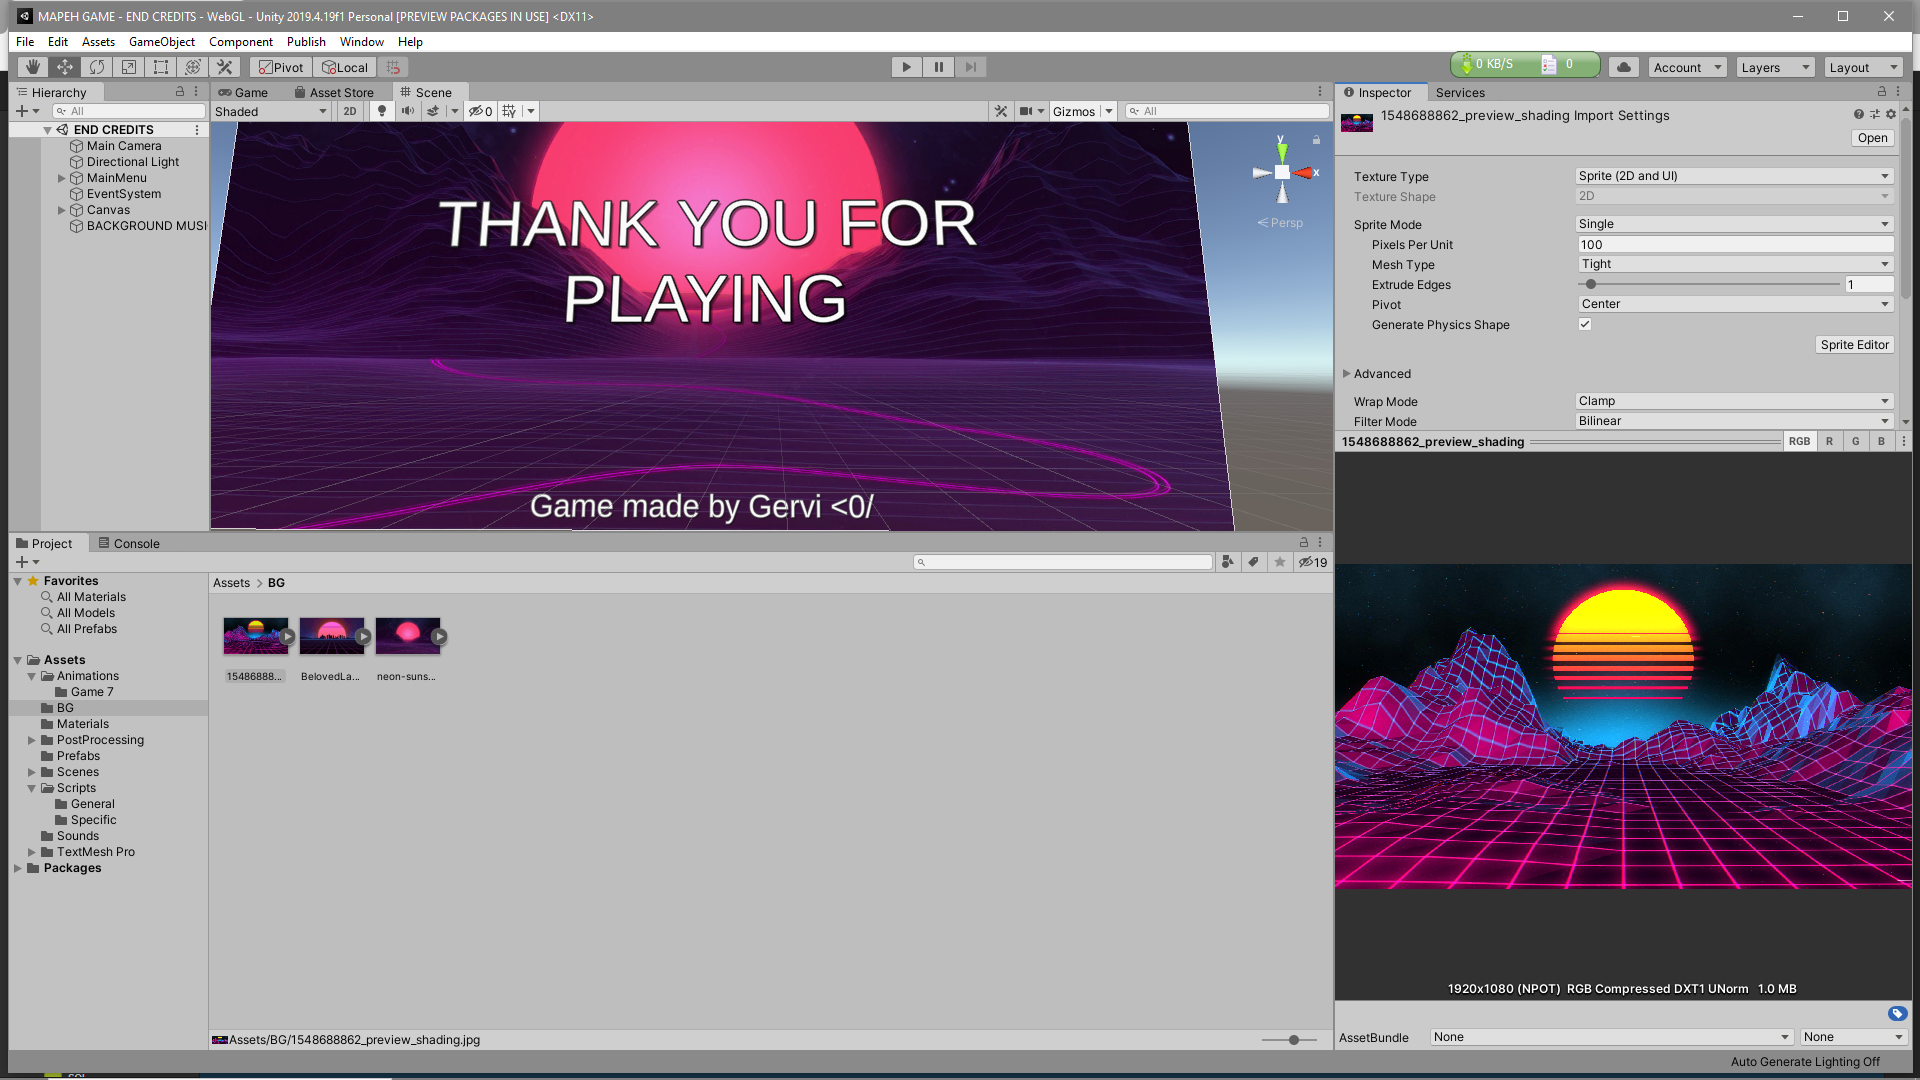 MAPEH GAME - END CREDITS - WebGL - Unity 2019.4.19f1 Personal [PREVIEW PACKAGES IN USE] <DX11>
File Edit Assets GameObject Component Publish Window Help
Pivot Local 0 KB/S 0 Account Layers Layout
Hierarchy Game Asset Store Scene Inspector Services
All Shaded 2D 0 Gizmos All
END CREDITS
Main Camera
Directional Light
MainMenu
EventSystem
Canvas
BACKGROUND MUSI
THANK YOU FOR
PLAYING
Game made by Gervi <0/
y
x
Persp
1548688862_preview_shading Import Settings
Open
Texture Type Sprite (2D and UI)
Texture Shape 2D
Sprite Mode Single
Pixels Per Unit 100
Mesh Type Tight
Extrude Edges 1
Pivot Center
Generate Physics Shape
Sprite Editor
Advanced
Wrap Mode Clamp
Filter Mode Bilinear
1548688862_preview_shading RGB R G B
1920x1080 (NPOT) RGB Compressed DXT1 UNorm 1.0 MB
AssetBundle None None
Project Console
19
Favorites
All Materials
All Models
All Prefabs
Assets
Animations
Game 7
BG
Materials
PostProcessing
Prefabs
Scenes
Scripts
General
Specific
Sounds
TextMesh Pro
Packages
Assets > BG
15486888... BelovedLa... neon-suns...
Assets/BG/1548688862_preview_shading.jpg
Auto Generate Lighting Off